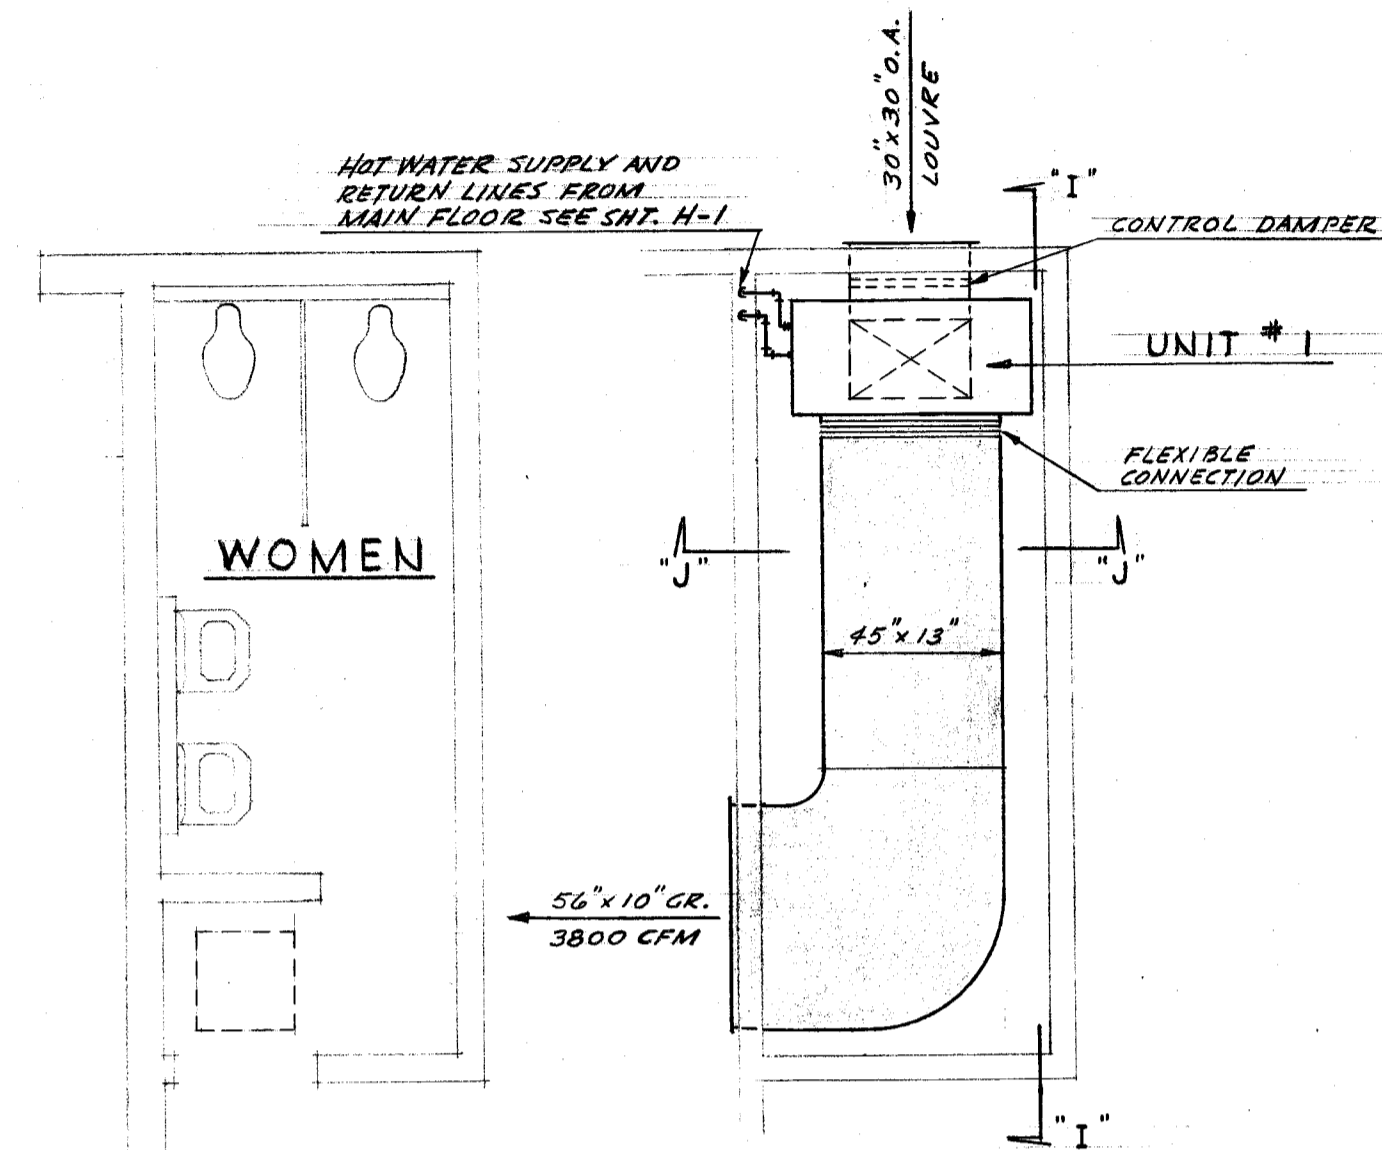 30"x30" O.A.
LOUVRE
HOT WATER SUPPLY AND
RETURN LINES FROM
MAIN FLOOR SEE SHT. H-1
"I"
CONTROL DAMPER
UNIT # 1
FLEXIBLE
CONNECTION
WOMEN
"J"
"J"
45"x13"
56"x10" GR.
3800 CFM
"I"